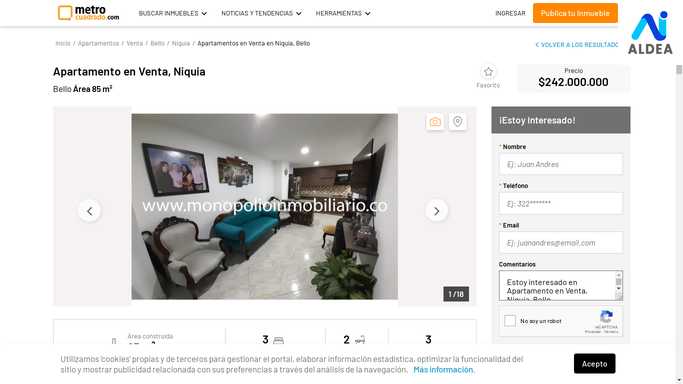 metro
cuadrado.com
BUSCAR INMUEBLES
NOTICIAS Y TENDENCIAS
HERRAMIENTAS
INGRESAR
Publica tu Inmueble
AI
ALDEA
Inicio / Apartamentos / Venta / Bello / Niquia / Apartamentos en Venta en Niquia, Bello
VOLVER A LOS RESULTADO
Apartamento en Venta, Niquia
Bello Área 85 m²
Favorito
Precio
$242.000.000
www.monopolioinmobiliario.co
1 /18
¡Estoy Interesado!
* Nombre
Ej: Juan Andres
* Teléfono
Ej: 322*******
* Email
Ej: juanandres@email.com
Comentarios
Estoy interesado en
Apartamento en Venta,
Niquia, Bello
No soy un robot
reCAPTCHA
Privacidad - Términos
Área construida
3
2
3
Utilizamos 'cookies' propias y de terceros para gestionar el portal, elaborar información estadística, optimizar la funcionalidad del
sitio y mostrar publicidad relacionada con sus preferencias a través del análisis de la navegación. Más información.
Acepto